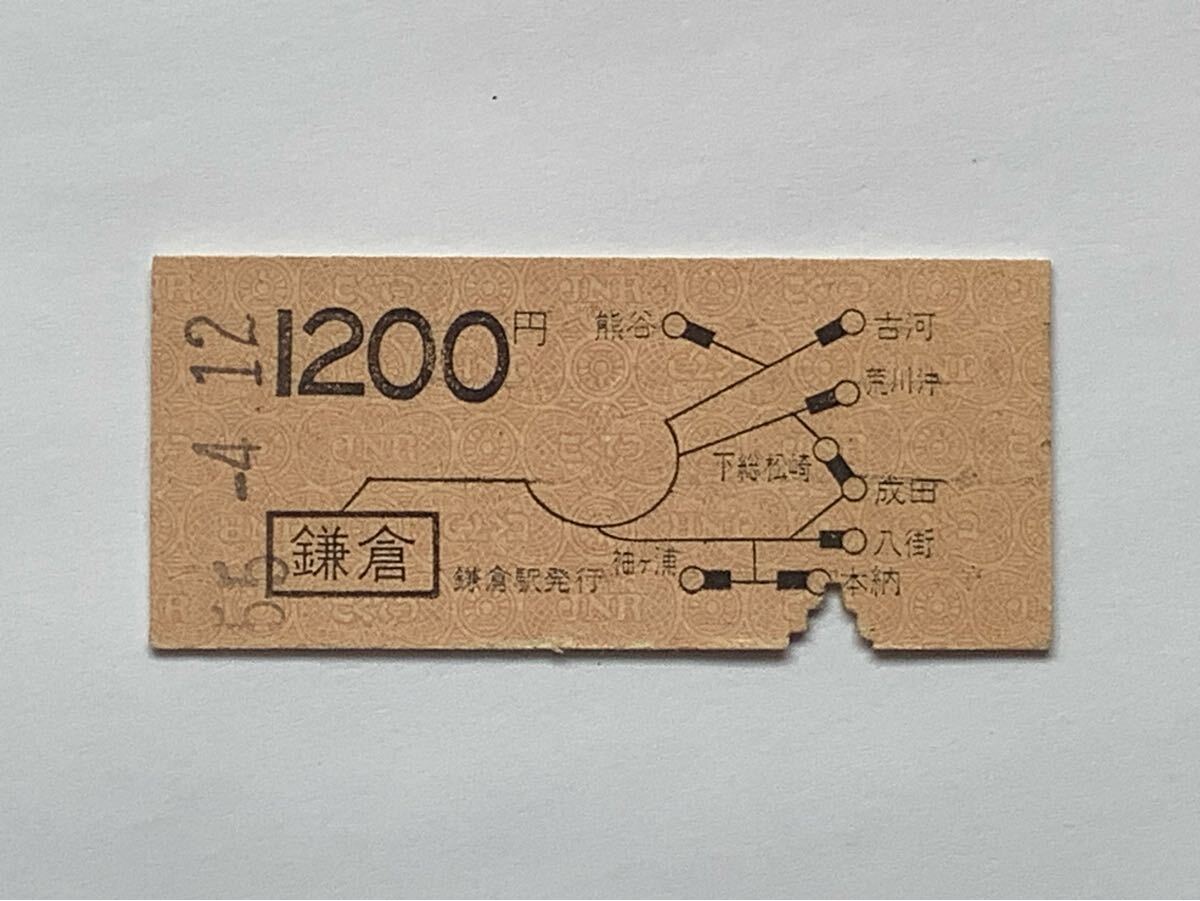 55-4 12
1200円
熊谷
古河
荒川沖
下総松崎
成田
鎌倉
八街
袖ヶ浦
鎌倉駅発行
本納